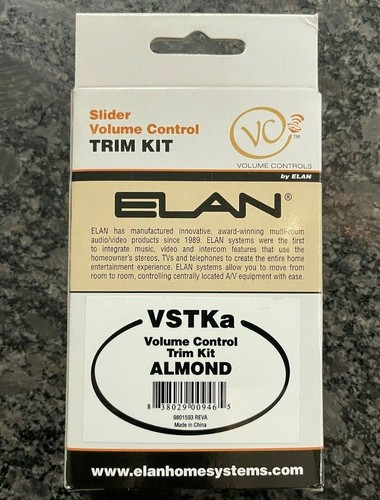 Slider
Volume Control
TRIM KIT
VC
TM
VOLUME CONTROLS
by ELAN
ELAN®
ELAN has manufactured innovative, award-winning multi-room
audio/video products since 1989. ELAN systems were the first
to integrate music, video and intercom features that use the
homeowner's stereos, TVs and telephones to create the entire home
entertainment experience. ELAN systems allow you to move from
room to room, controlling centrally located A/V equipment with ease.
VSTKa
Volume Control
Trim Kit
ALMOND
8 38029 00946 5
9801593 REVA
Made in China
www.elanhomesystems.com